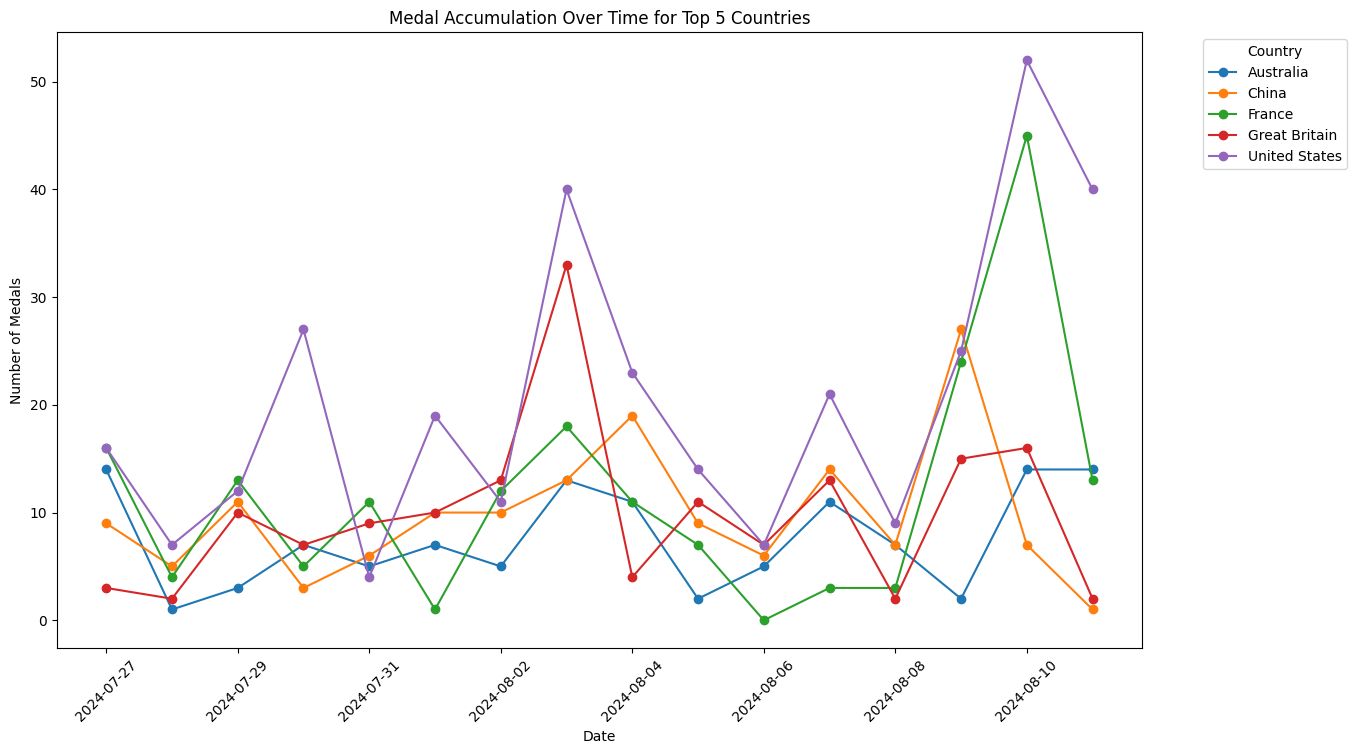 Medal Accumulation Over Time for Top 5 Countries
Country
Australia
China
France
Great Britain
United States
Number of Medals
50
40
30
20
10
0
2024-07-27
2024-07-29
2024-07-31
2024-08-02
2024-08-04
2024-08-06
2024-08-08
2024-08-10
Date